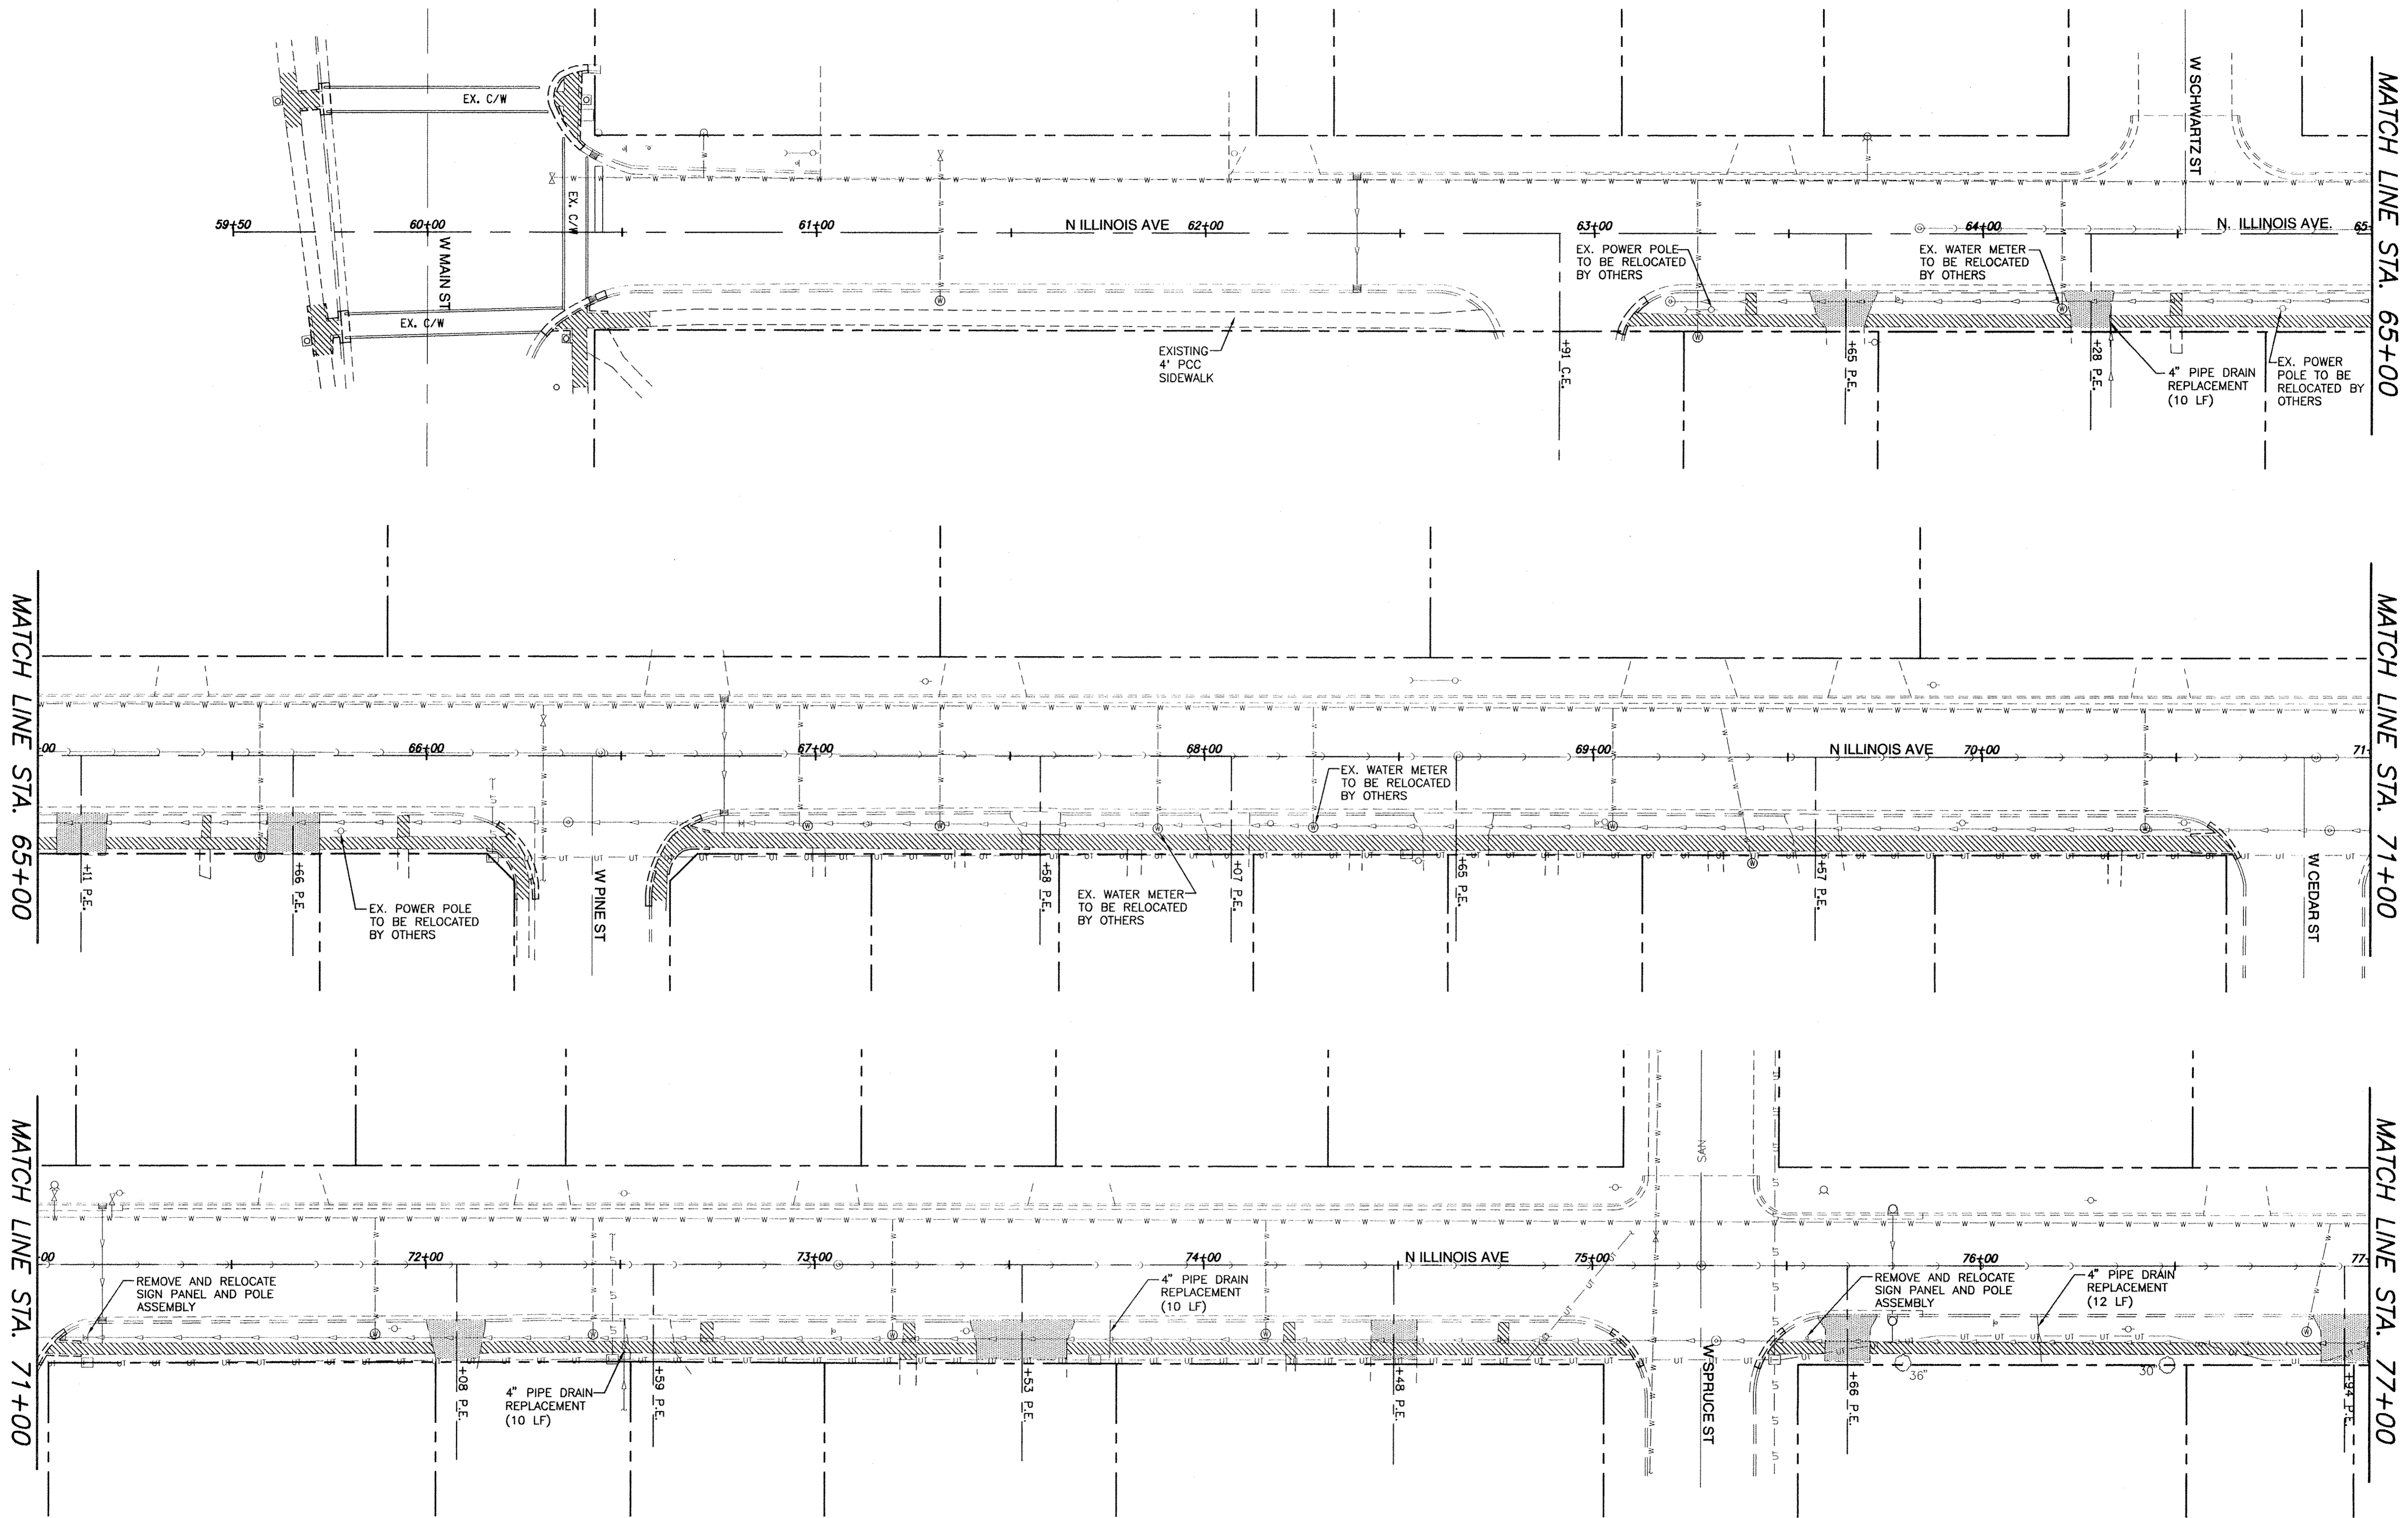 EX. C/W
W SCHWARTZ ST
MATCH LINE STA. 65+00
EX. C/W
59+50
60+00
61+00
N ILLINOIS AVE
62+00
63+00
64+00
N. ILLINOIS AVE.
65
W MAIN ST
EX. POWER POLE
TO BE RELOCATED
BY OTHERS
EX. WATER METER
TO BE RELOCATED
BY OTHERS
EX. C/W
EXISTING
4' PCC
SIDEWALK
+91 C.E.
+65 P.E.
+28 P.E.
4" PIPE DRAIN
REPLACEMENT
(10 LF)
EX. POWER
POLE TO BE
RELOCATED BY
OTHERS
MATCH LINE STA. 65+00
MATCH LINE STA. 71+00
00
66+00
67+00
68+00
69+00
N ILLINOIS AVE
70+00
71
EX. WATER METER
TO BE RELOCATED
BY OTHERS
+11 P.E.
+66 P.E.
W PINE ST
+58 P.E.
+07 P.E.
+65 P.E.
+57 P.E.
W CEDAR ST
EX. POWER POLE
TO BE RELOCATED
BY OTHERS
EX. WATER METER
TO BE RELOCATED
BY OTHERS
MATCH LINE STA. 71+00
MATCH LINE STA. 77+00
SAN
00
72+00
73+00
74+00
N ILLINOIS AVE
75+00
76+00
77
REMOVE AND RELOCATE
SIGN PANEL AND POLE
ASSEMBLY
4" PIPE DRAIN
REPLACEMENT
(10 LF)
REMOVE AND RELOCATE
SIGN PANEL AND POLE
ASSEMBLY
4" PIPE DRAIN
REPLACEMENT
(12 LF)
+08 P.E.
4" PIPE DRAIN
REPLACEMENT
(10 LF)
+59 P.E.
+53 P.E.
+48 P.E.
W SPRUCE ST
+66 P.E.
36"
30"
+94 P.E.